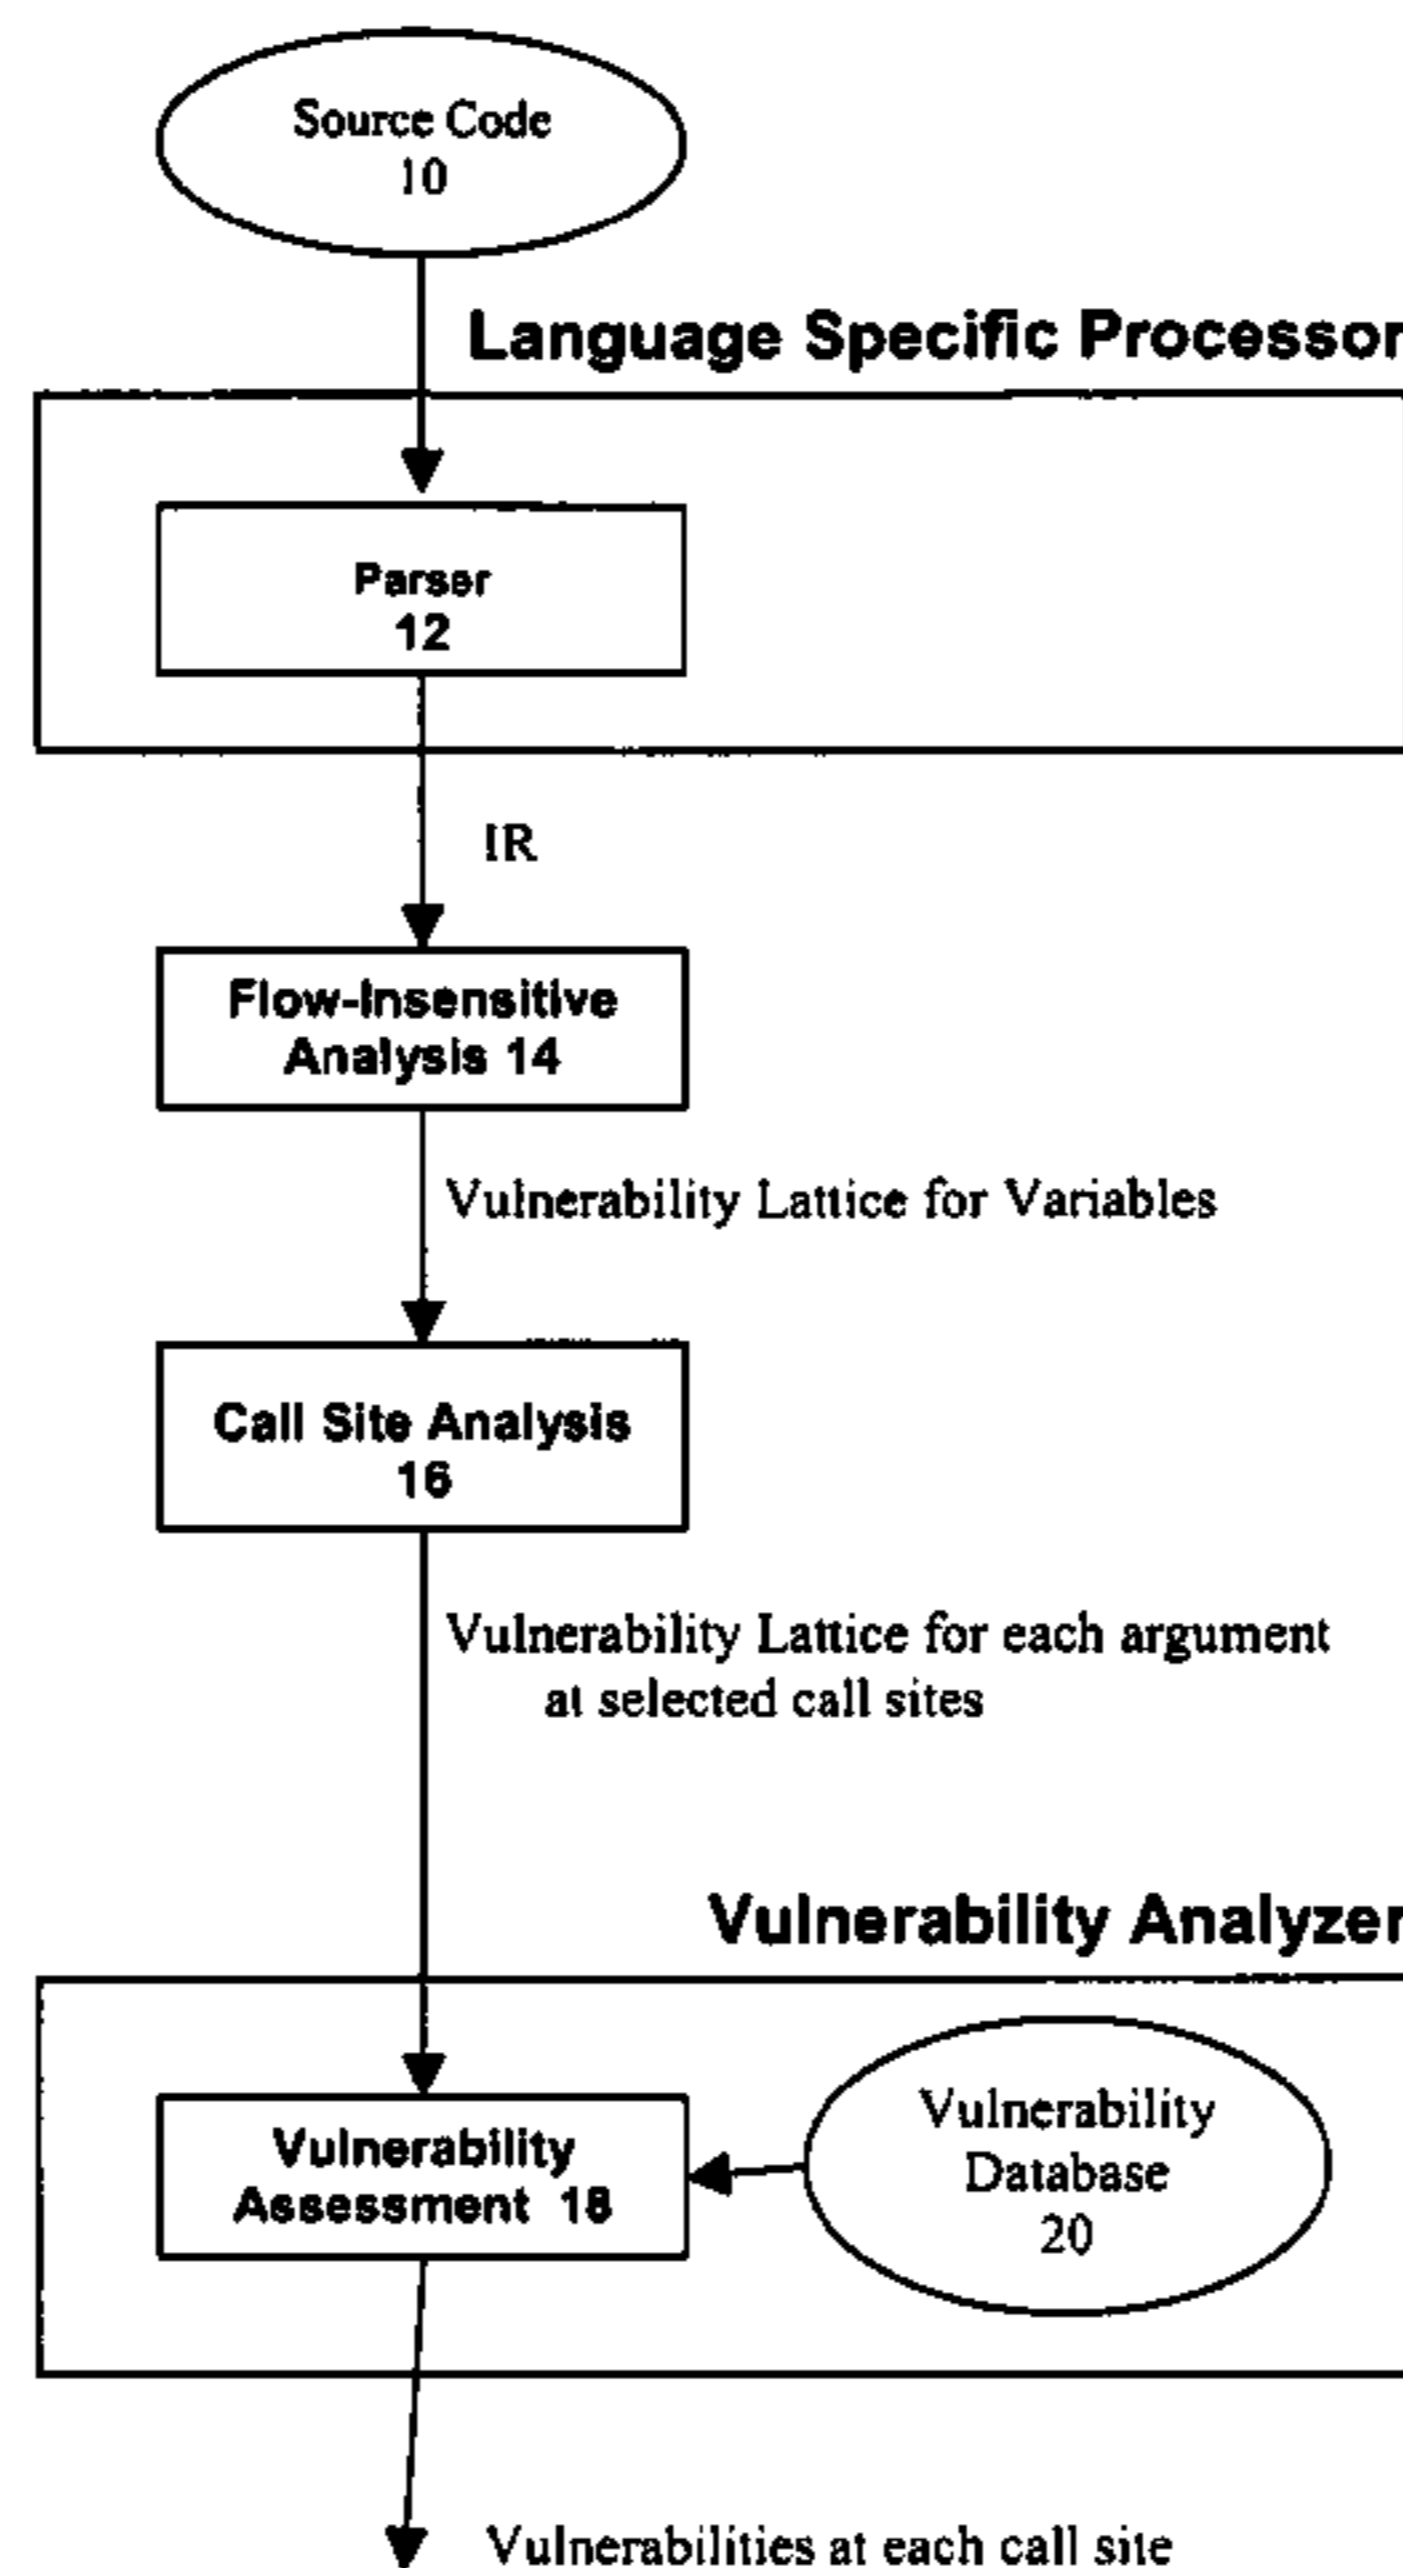 Source Code
10
Language Specific Processor
Parser
12
IR
Flow-Insensitive
Analysis 14
Vulnerability Lattice for Variables
Call Site Analysis
16
Vulnerability Lattice for each argument
at selected call sites
Vulnerability Analyzer
Vulnerability
Assessment 18
Vulnerability
Database
20
Vulnerabilities at each call site